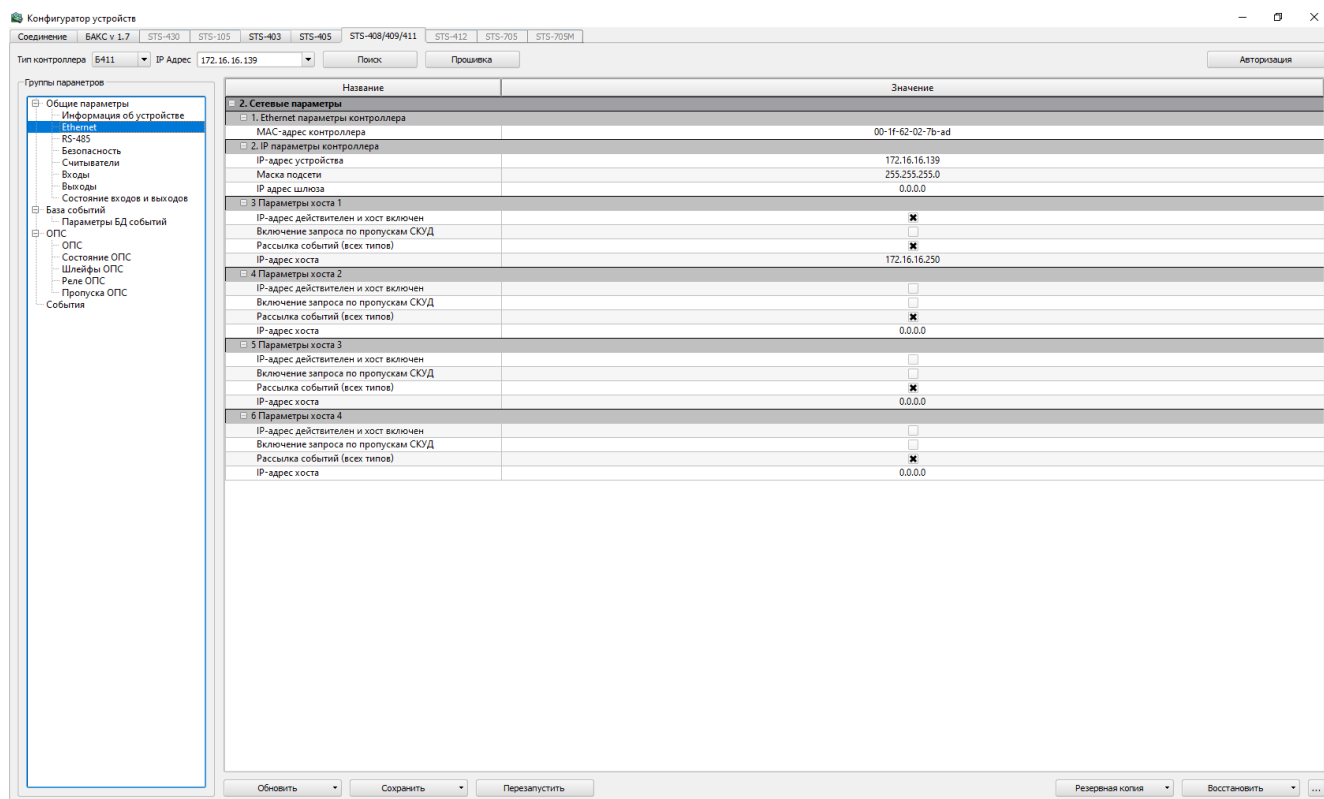 Конфигуратор устройств
Соединение БАКС v 1.7 STS-430 STS-105 STS-403 STS-405 STS-408/409/411 STS-412 STS-705 STS-705M
Тип контроллера Б411 IP Адрес 172.16.16.139 Поиск Прошивка Авторизация
Группы параметров
Общие параметры
Информация об устройстве
Ethernet
RS-485
Безопасность
Считыватели
Входы
Выходы
Состояние входов и выходов
База событий
Параметры БД событий
ОПС
ОПС
Состояние ОПС
Шлейфы ОПС
Реле ОПС
Пропуска ОПС
События
Название Значение
2. Сетевые параметры
1. Ethernet параметры контроллера
MAC-адрес контроллера 00-1f-62-02-7b-ad
2. IP параметры контроллера
IP-адрес устройства 172.16.16.139
Маска подсети 255.255.255.0
IP адрес шлюза 0.0.0.0
3 Параметры хоста 1
IP-адрес действителен и хост включен
Включение запроса по пропускам СКУД
Рассылка событий (всех типов)
IP-адрес хоста 172.16.16.250
4 Параметры хоста 2
IP-адрес действителен и хост включен
Включение запроса по пропускам СКУД
Рассылка событий (всех типов)
IP-адрес хоста 0.0.0.0
5 Параметры хоста 3
IP-адрес действителен и хост включен
Включение запроса по пропускам СКУД
Рассылка событий (всех типов)
IP-адрес хоста 0.0.0.0
6 Параметры хоста 4
IP-адрес действителен и хост включен
Включение запроса по пропускам СКУД
Рассылка событий (всех типов)
IP-адрес хоста 0.0.0.0
Обновить Сохранить Перезапустить Резервная копия Восстановить ...